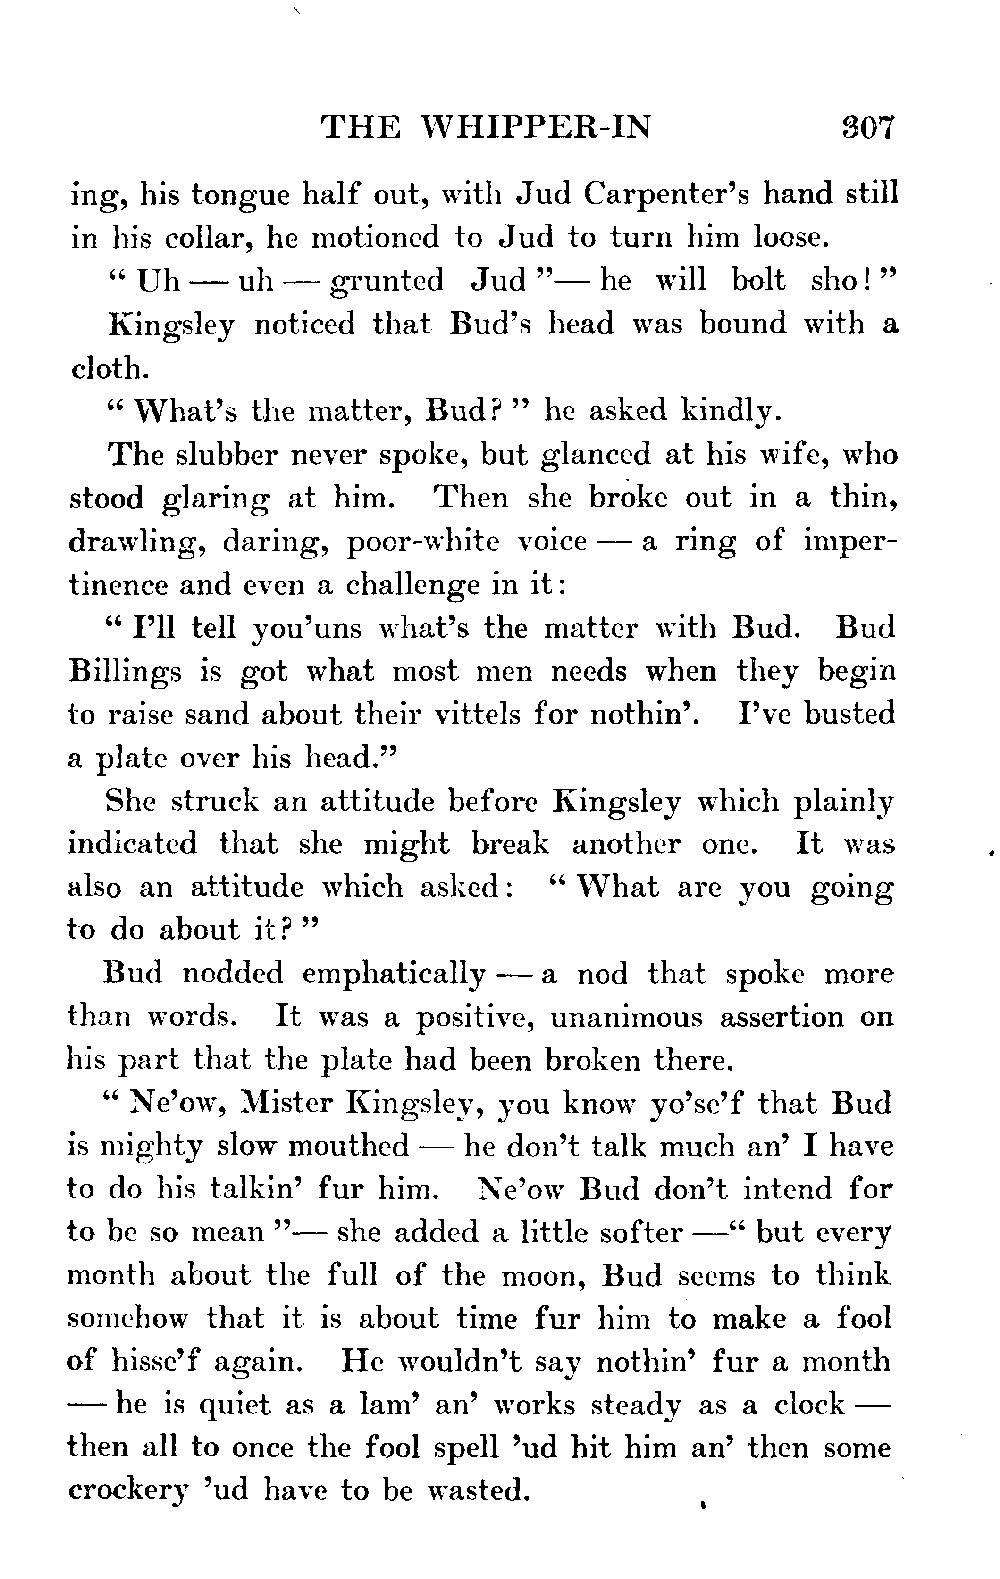 THE WHIPPER-IN 307
ing, his tongue half out, with Jud Carpenter's hand still
in his collar, he motioned to Jud to turn him loose.
" Uh — uh — grunted Jud "— he will bolt sho! "
Kingsley noticed that Bud's head was bound with a
cloth.
" What's the matter, Bud? " he asked kindly.
The slubber never spoke, but glanced at his wife, who
stood glaring at him. Then she broke out in a thin,
drawling, daring, poor-white voice — a ring of imper-
tinence and even a challenge in it:
" I'll tell you'uns what's the matter with Bud. Bud
Billings is got what most men needs when they begin
to raise sand about their vittels for nothin'. I've busted
a plate over his head."
She struck an attitude before Kingsley which plainly
indicated that she might break another one. It was
also an attitude which asked: " What are you going
to do about it? "
Bud nodded emphatically — a nod that spoke more
than words. It was a positive, unanimous assertion on
his part that the plate had been broken there.
" Ne'ow, Mister Kingsley, you know yo'se'f that Bud
is mighty slow mouthed — he don't talk much an' I have
to do his talkin' fur him. Ne'ow Bud don't intend for
to be so mean "— she added a little softer —" but every
month about the full of the moon, Bud seems to think
somehow that it is about time fur him to make a fool
of hisse'f again. He wouldn't say nothin' fur a month
— he is quiet as a lam' an' works steady as a clock —
then all to once the fool spell 'ud hit him an' then some
crockery 'ud have to be wasted.